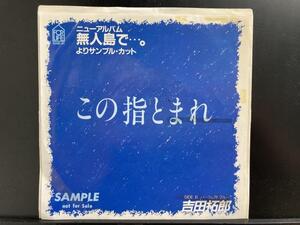 ニューアルバム
無人島で…。
よりサンプル・カット
この指とまれ
SAMPLE
not for Sale
吉田拓郎